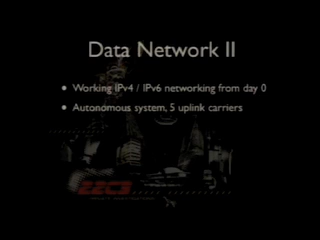 Data Network II
Working IPv4 / IPv6 networking from day 0
Autonomous system, 5 uplink carriers